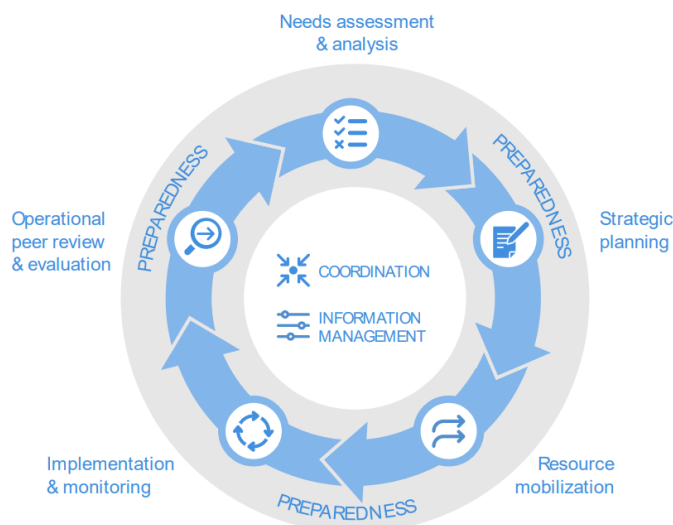 Needs assessment
& analysis
PREPAREDNESS
PREPAREDNESS
Operational
peer review
& evaluation
Strategic
planning
COORDINATION
INFORMATION
MANAGEMENT
Implementation
& monitoring
Resource
mobilization
PREPAREDNESS